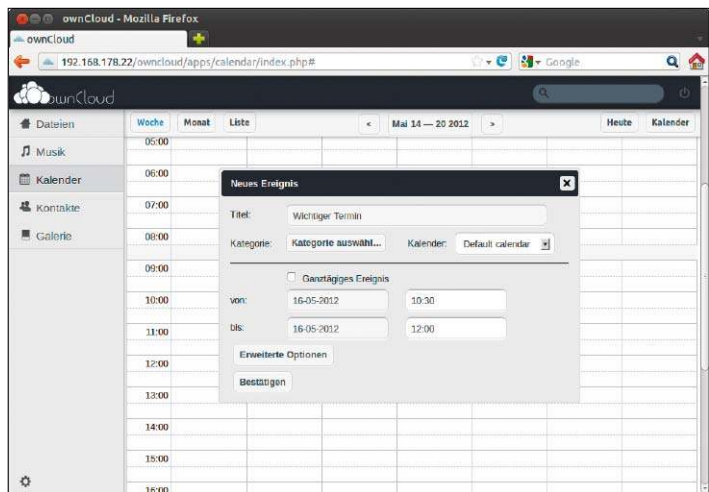 ownCloud - Mozilla Firefox
ownCloud
192.168.178.22/owncloud/apps/calendar/index.php#
Google
ownCloud
Dateien
Musik
Kalender
Kontakte
Galerie
Woche Monat Liste < Mai 14 — 20 2012 > Heute Kalender
05:00
06:00
07:00
08:00
09:00
10:00
11:00
12:00
13:00
14:00
15:00
16:00
Neues Ereignis
Titel: Wichtiger Termin
Kategorie: Kategorie auswähl... Kalender: Default calendar
Ganztägiges Ereignis
von: 16-05-2012 10:30
bis: 16-05-2012 12:00
Erweiterte Optionen
Bestätigen